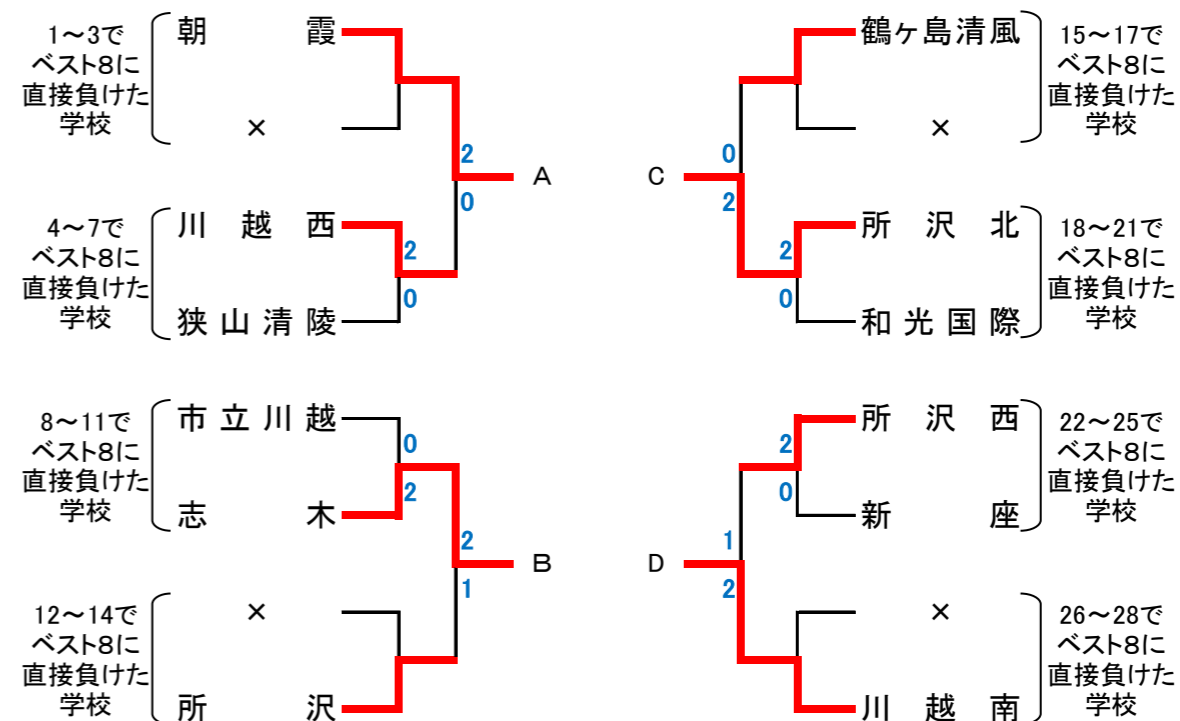 1～3で
ベスト8に
直接負けた
学校
朝霞
×
2
0
A
4～7で
ベスト8に
直接負けた
学校
川越西
狭山清陵
2
0
8～11で
ベスト8に
直接負けた
学校
市立川越
志木
0
2
2
1
B
12～14で
ベスト8に
直接負けた
学校
×
所沢
鶴ヶ島清風
×
15～17で
ベスト8に
直接負けた
学校
C
0
2
所沢北
和光国際
2
0
18～21で
ベスト8に
直接負けた
学校
所沢西
新座
2
0
22～25で
ベスト8に
直接負けた
学校
D
1
2
×
川越南
26～28で
ベスト8に
直接負けた
学校